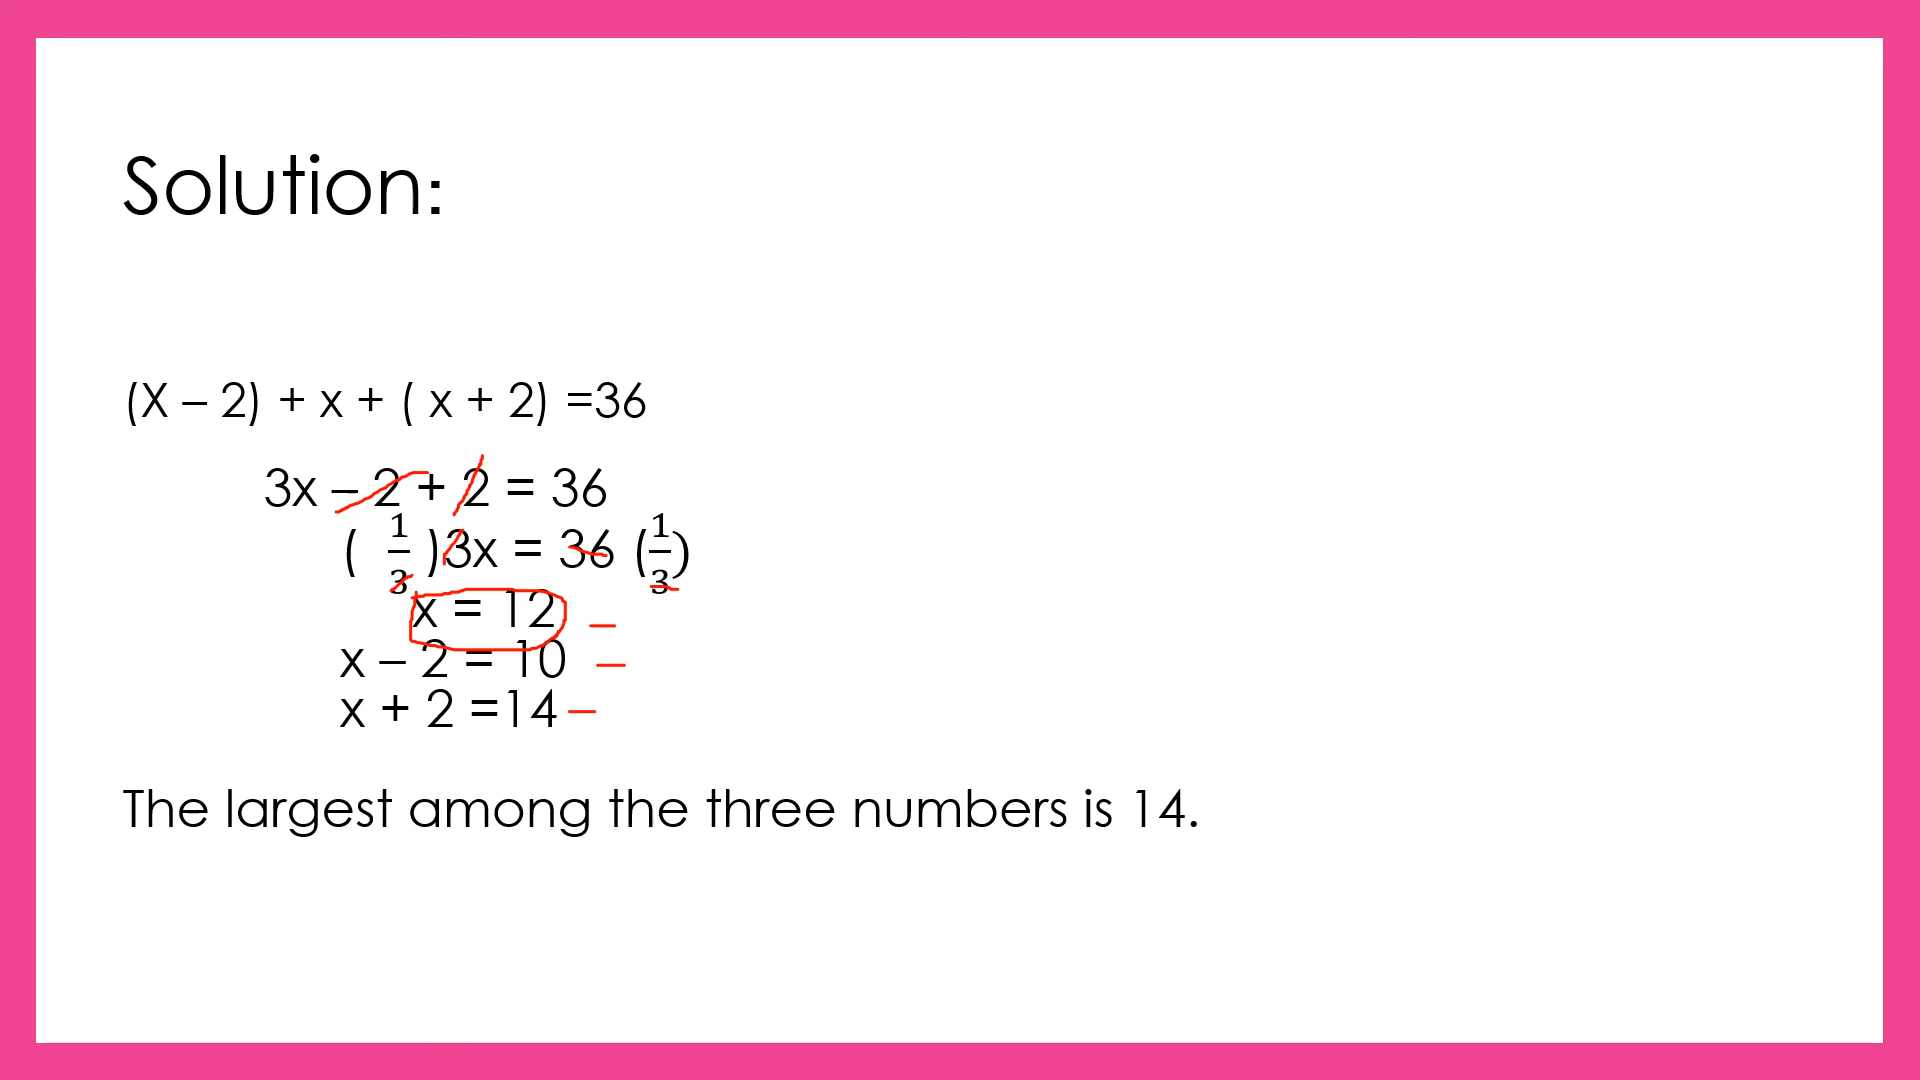 Solution:
(X – 2) + x + ( x + 2) =36
3x – 2 + 2 = 36
( 1/3 )3x = 36 (1/3)
x = 12
x – 2 = 10
x + 2 =14
The largest among the three numbers is 14.